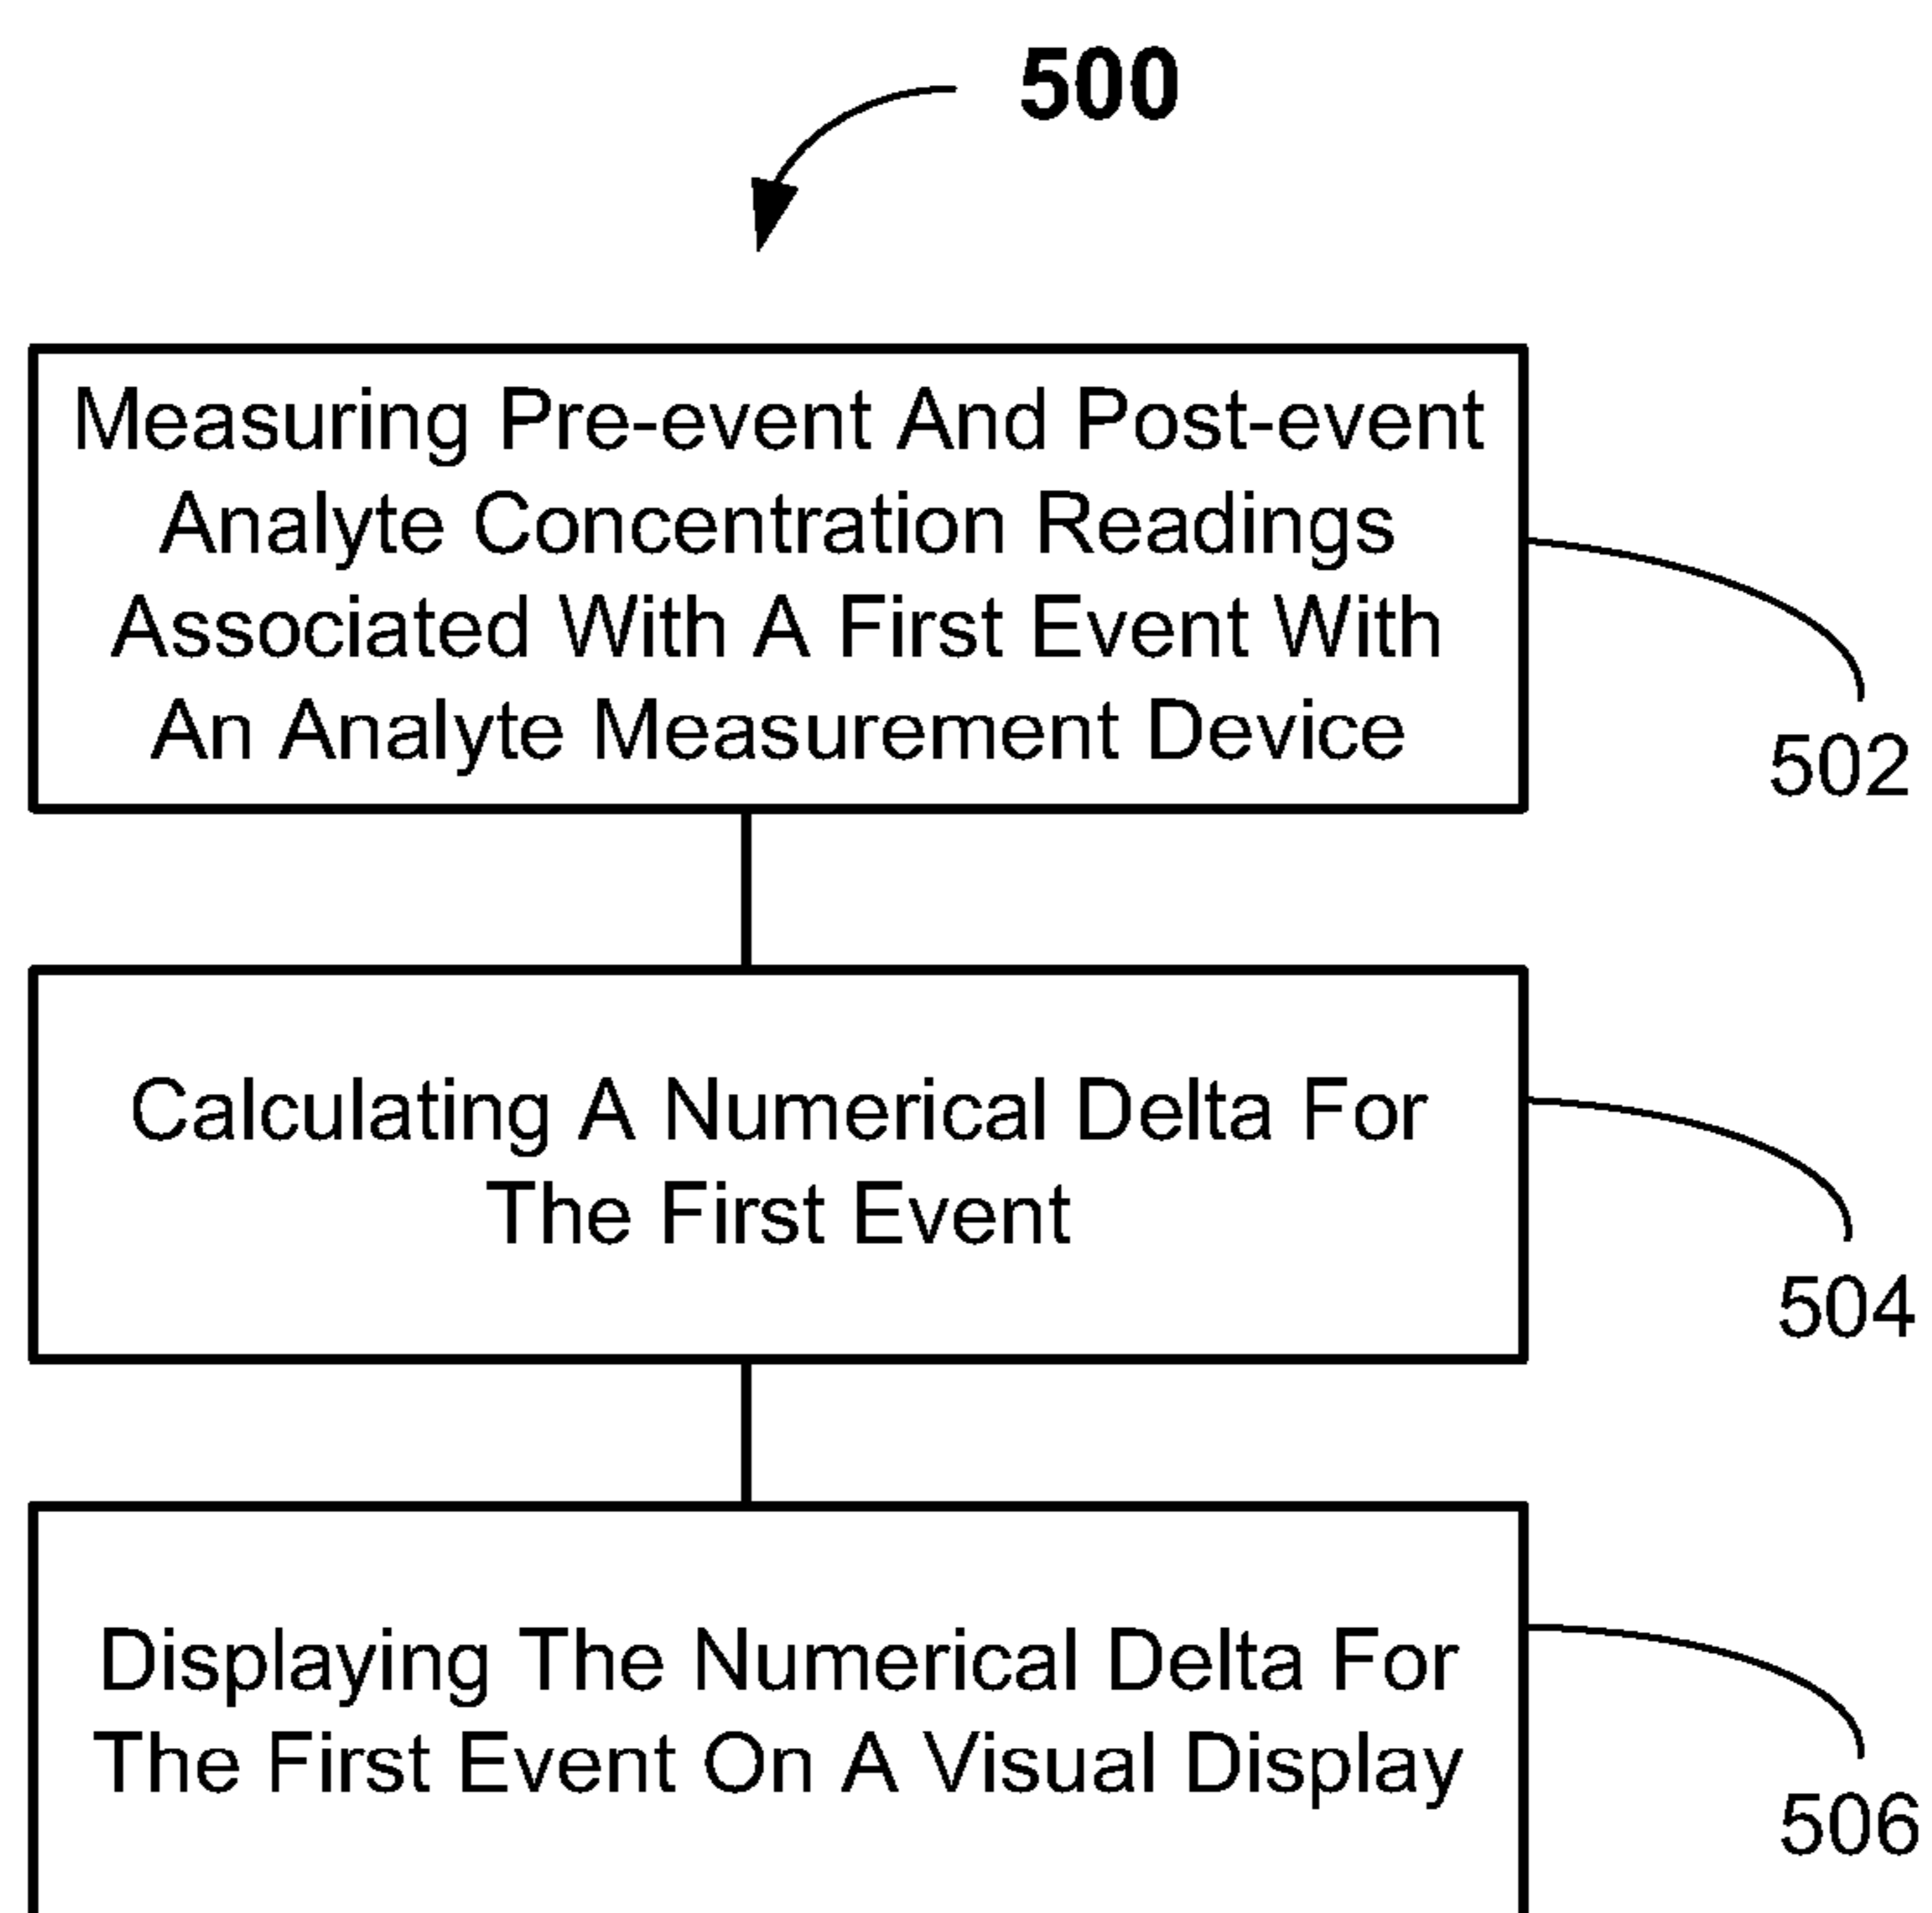 500
Measuring Pre-event And Post-event
Analyte Concentration Readings
Associated With A First Event With
An Analyte Measurement Device
502
Calculating A Numerical Delta For
The First Event
504
Displaying The Numerical Delta For
The First Event On A Visual Display
506